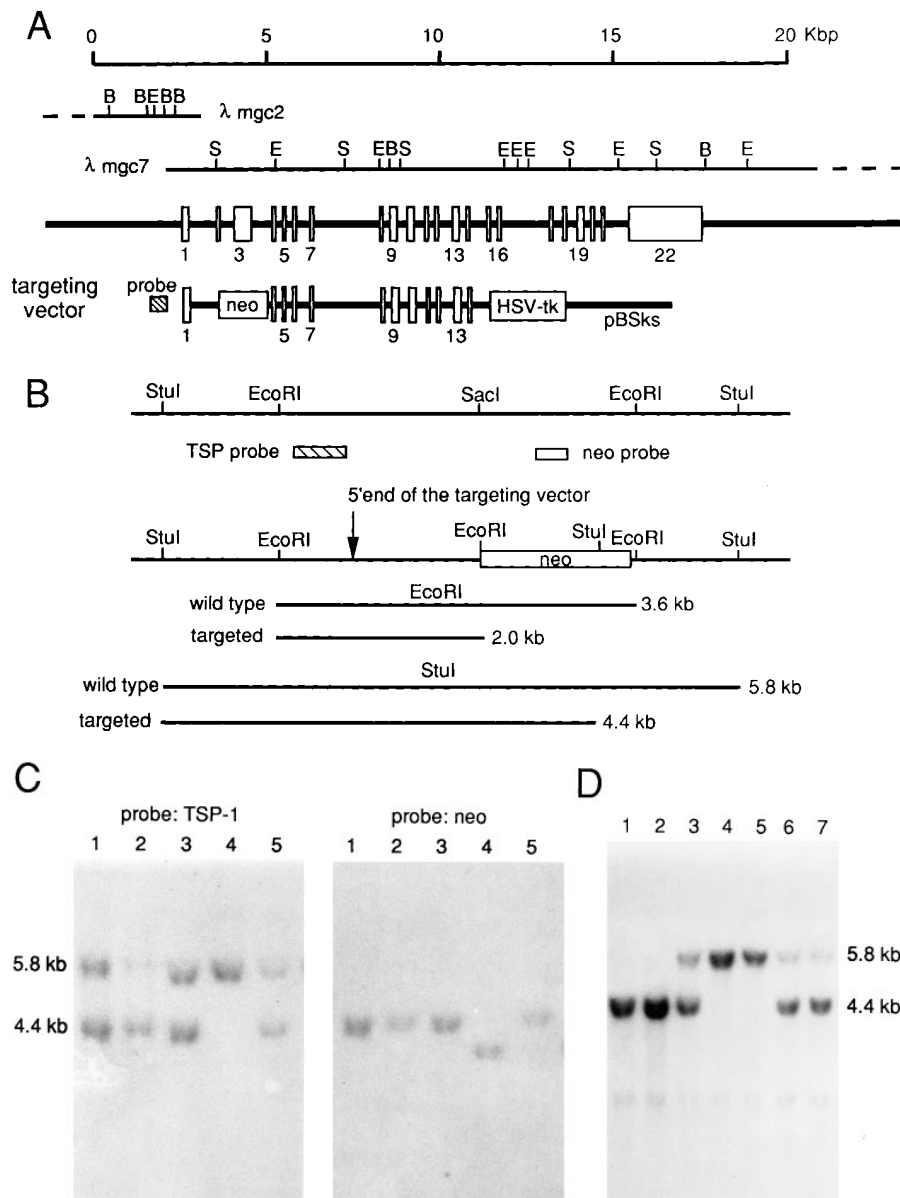 A
0 5 10 15 20 Kbp
B BEBB λ mgc2
λ mgc7 S E S EBS EEE S E S B E
1 3 5 7 9 13 16 19 22
targeting vector
probe neo HSV-tk
1 5 7 9 13 pBSks
B
StuI EcoRI SacI EcoRI StuI
TSP probe neo probe
5'end of the targeting vector
StuI EcoRI EcoRI StuI EcoRI StuI
neo
EcoRI
wild type 3.6 kb
targeted 2.0 kb
StuI
wild type 5.8 kb
targeted 4.4 kb
C
probe: TSP-1
1 2 3 4 5
5.8 kb
4.4 kb
probe: neo
1 2 3 4 5
D
1 2 3 4 5 6 7
5.8 kb
4.4 kb